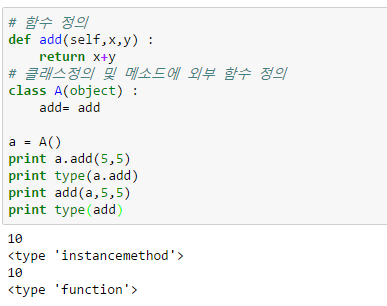 # 함수 정의
def add(self,x,y) :
    return x+y
# 클래스정의 및 메소드에 외부 함수 정의
class A(object) :
    add= add

a = A()
print a.add(5,5)
print type(a.add)
print add(a,5,5)
print type(add)
10
<type 'instancemethod'>
10
<type 'function'>